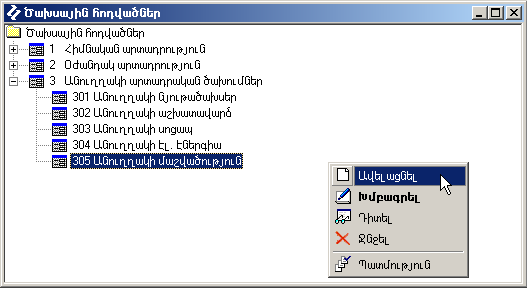 Ծախսային հոդվածներ
Ծախսային հոդվածներ
1 Հիմնական արտադրություն
2 Օժանդակ արտադրություն
3 Անուղղակի արտադրական ծախումներ
301 Անուղղակի նյութածախսեր
302 Անուղղակի աշխատավարձ
303 Անուղղակի սոցապ
304 Անուղղակի Էլ. Էներգիա
305 Անուղղակի մաշվածություն
Ավելացնել
Խմբագրել
Դիտել
Ջնջել
Պատմություն